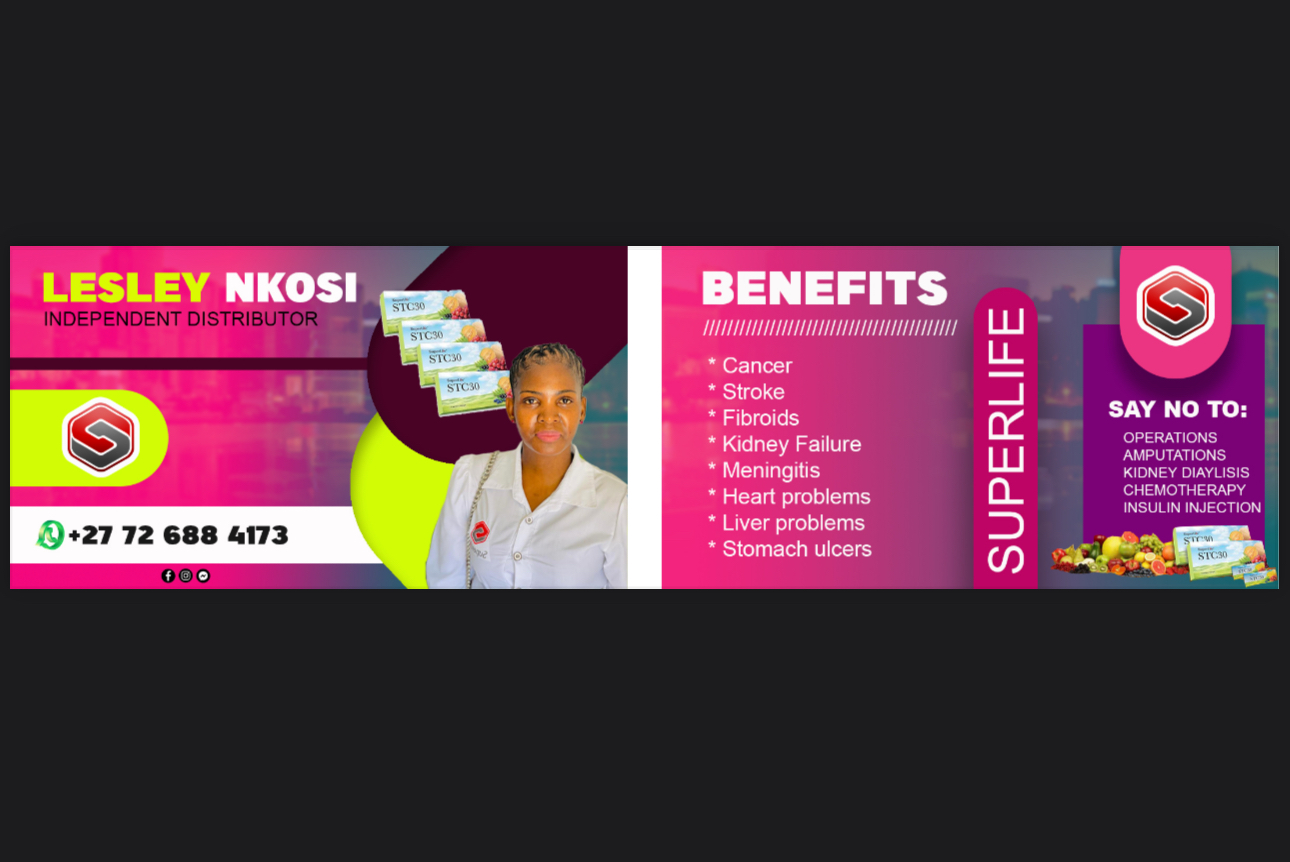 LESLEY NKOSI
INDEPENDENT DISTRIBUTOR
STC30
STC30
STC30
STC30
+27 72 688 4173
BENEFITS
* Cancer
* Stroke
* Fibroids
* Kidney Failure
* Meningitis
* Heart problems
* Liver problems
* Stomach ulcers
SUPERLIFE
SAY NO TO:
OPERATIONS
AMPUTATIONS
KIDNEY DIAYLISIS
CHEMOTHERAPY
INSULIN INJECTION
STC30
STC30